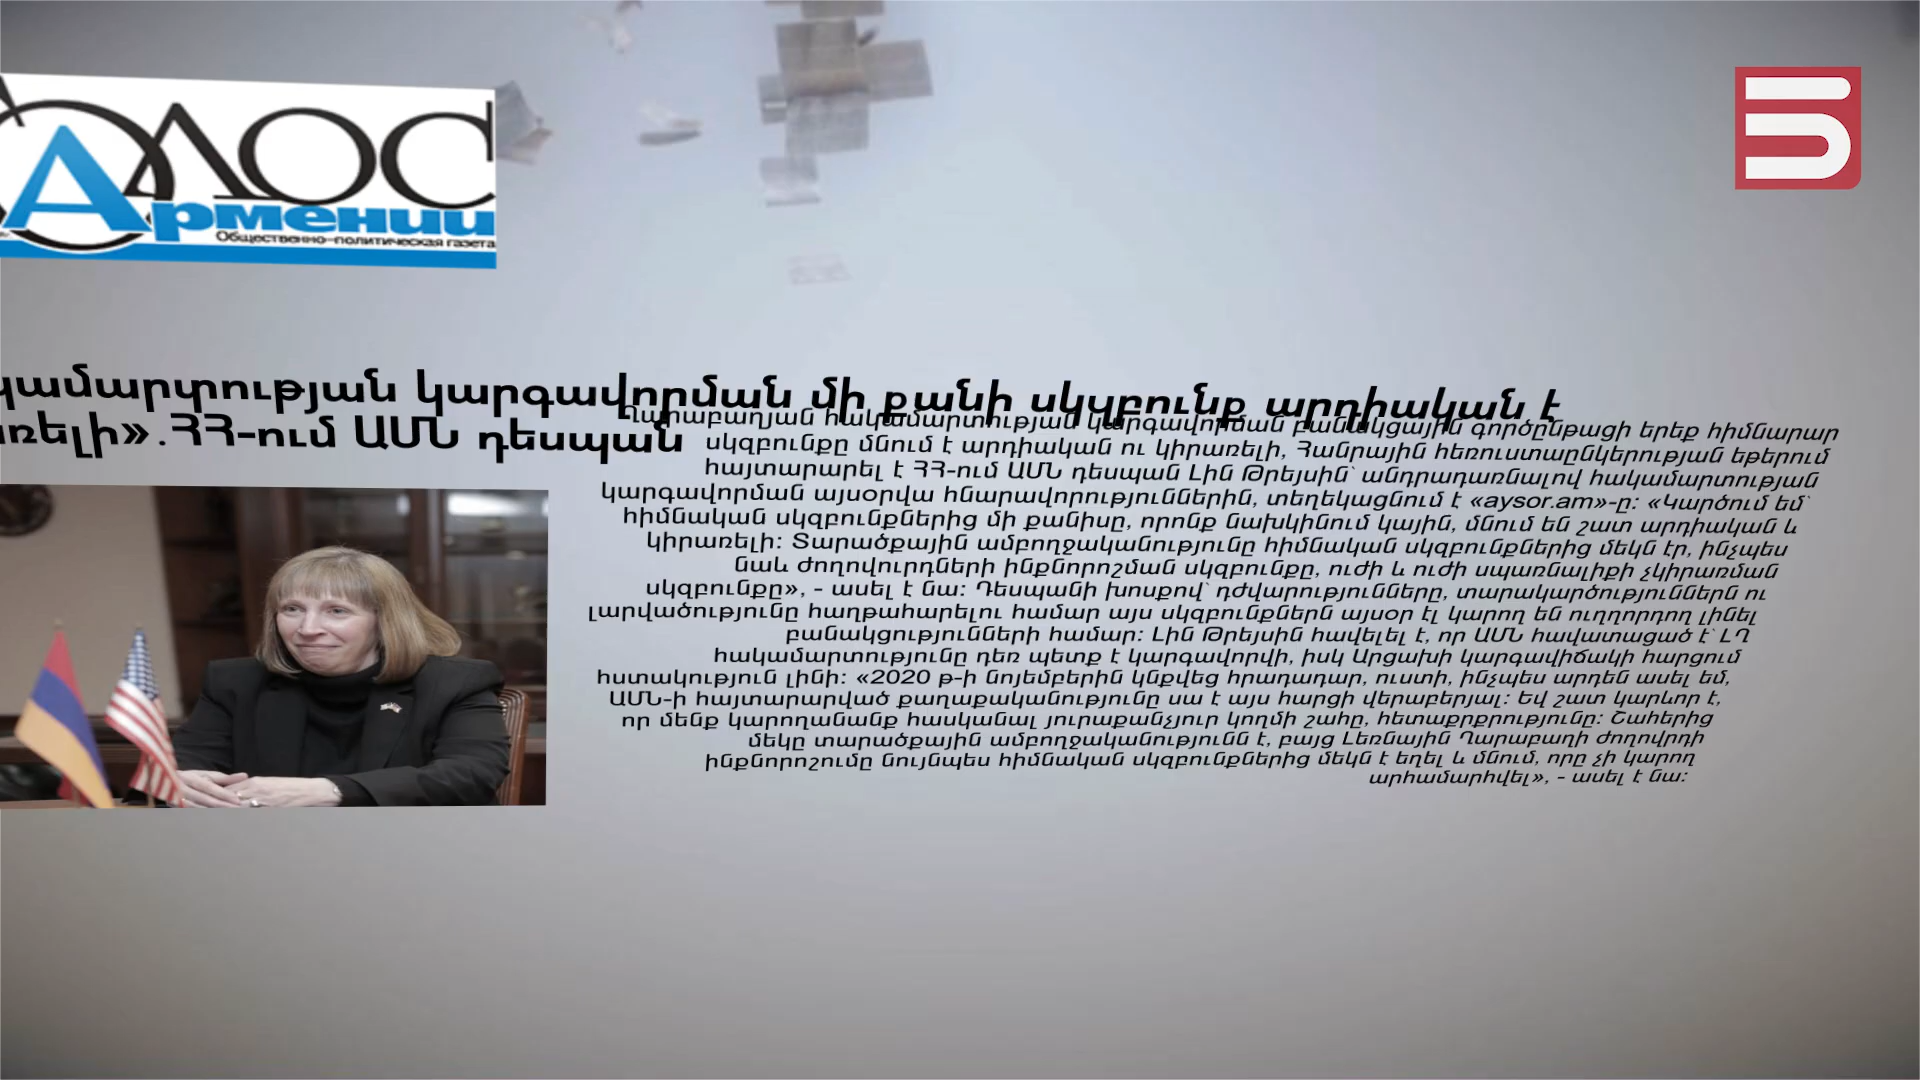 ГОЛОС
Армении
Общественно-политическая газета
կամարտության կարգավորման մի քանի սկզբունք արդիական է
առելի».ՀՀ-ում ԱՄՆ դեսպան
Ղարաբաղյան հակամարտության կարգավորման բանակցային գործընթացի երեք հիմնարար
սկզբունքը մնում է արդիական ու կիրառելի, Հանրային հեռուստաընկերության եթերում
հայտարարել է ՀՀ-ում ԱՄՆ դեսպան Լին Թրեյսին՝ անդրադառնալով հակամարտության
կարգավորման այսօրվա հնարավորություններին, տեղեկացնում է «aysor.am»-ը: «Կարծում եմ՝
հիմնական սկզբունքներից մի քանիսը, որոնք նախկինում կային, մնում են շատ արդիական և
կիրառելի: Տարածքային ամբողջականությունը հիմնական սկզբունքներից մեկն էր, ինչպես
նաև ժողովուրդների ինքնորոշման սկզբունքը, ուժի և ուժի սպառնալիքի չկիրառման
սկզբունքը», - ասել է նա: Դեսպանի խոսքով՝ դժվարությունները, տարակարծություններն ու
լարվածությունը հաղթահարելու համար այս սկզբունքներն այսօր էլ կարող են ուղղորդող լինել
բանակցությունների համար: Լին Թրեյսին հավելել է, որ ԱՄՆ հավատացած է՝ ԼՂ
հակամարտությունը դեռ պետք է կարգավորվի, իսկ Արցախի կարգավիճակի հարցում
հստակություն լինի: «2020 թ-ի նոյեմբերին կնքվեց հրադադար, ուստի, ինչպես արդեն ասել եմ,
ԱՄՆ-ի հայտարարված քաղաքականությունը սա է այս հարցի վերաբերյալ: Եվ շատ կարևոր է,
որ մենք կարողանանք հասկանալ յուրաքանչյուր կողմի շահը, հետաքրքրությունը: Շահերից
մեկը տարածքային ամբողջականությունն է, բայց Լեռնային Ղարաբաղի ժողովրդի
ինքնորոշումը նույնպես հիմնական սկզբունքներից մեկն է եղել և մնում, որը չի կարող
արհամարհվել», - ասել է նա: